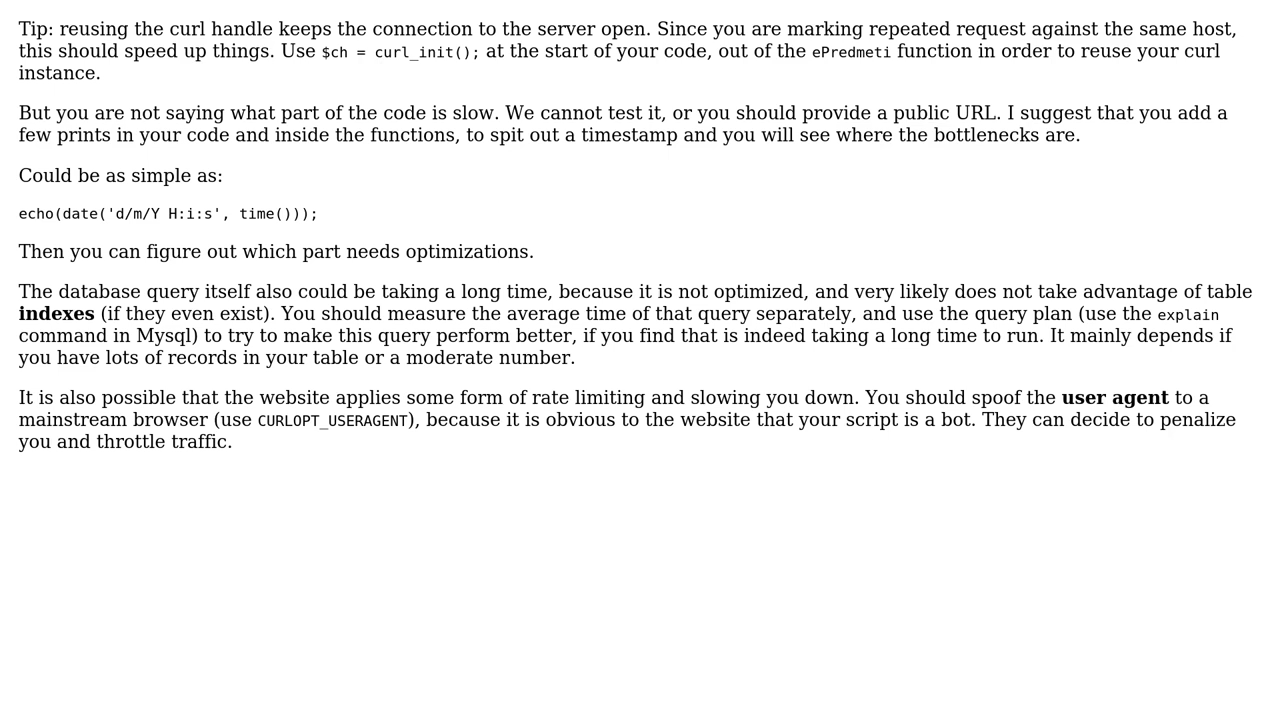 Tip: reusing the curl handle keeps the connection to the server open. Since you are marking repeated request against the same host,
this should speed up things. Use $ch = curl_init(); at the start of your code, out of the ePredmeti function in order to reuse your curl
instance.
But you are not saying what part of the code is slow. We cannot test it, or you should provide a public URL. I suggest that you add a
few prints in your code and inside the functions, to spit out a timestamp and you will see where the bottlenecks are.
Could be as simple as:
echo(date('d/m/Y H:i:s', time()));
Then you can figure out which part needs optimizations.
The database query itself also could be taking a long time, because it is not optimized, and very likely does not take advantage of table
indexes (if they even exist). You should measure the average time of that query separately, and use the query plan (use the explain
command in Mysql) to try to make this query perform better, if you find that is indeed taking a long time to run. It mainly depends if
you have lots of records in your table or a moderate number.
It is also possible that the website applies some form of rate limiting and slowing you down. You should spoof the user agent to a
mainstream browser (use CURLOPT_USERAGENT), because it is obvious to the website that your script is a bot. They can decide to penalize
you and throttle traffic.